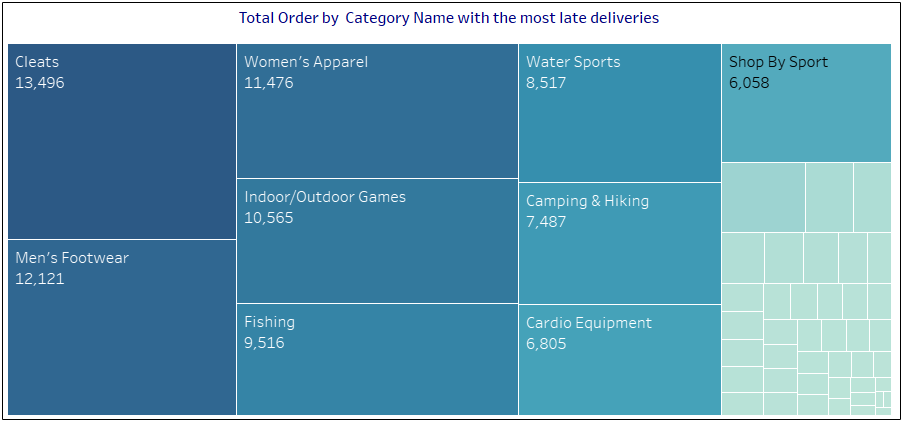 Total Order by  Category Name with the most late deliveries
Cleats
13,496
Men's Footwear
12,121
Women's Apparel
11,476
Indoor/Outdoor Games
10,565
Fishing
9,516
Water Sports
8,517
Camping & Hiking
7,487
Cardio Equipment
6,805
Shop By Sport
6,058